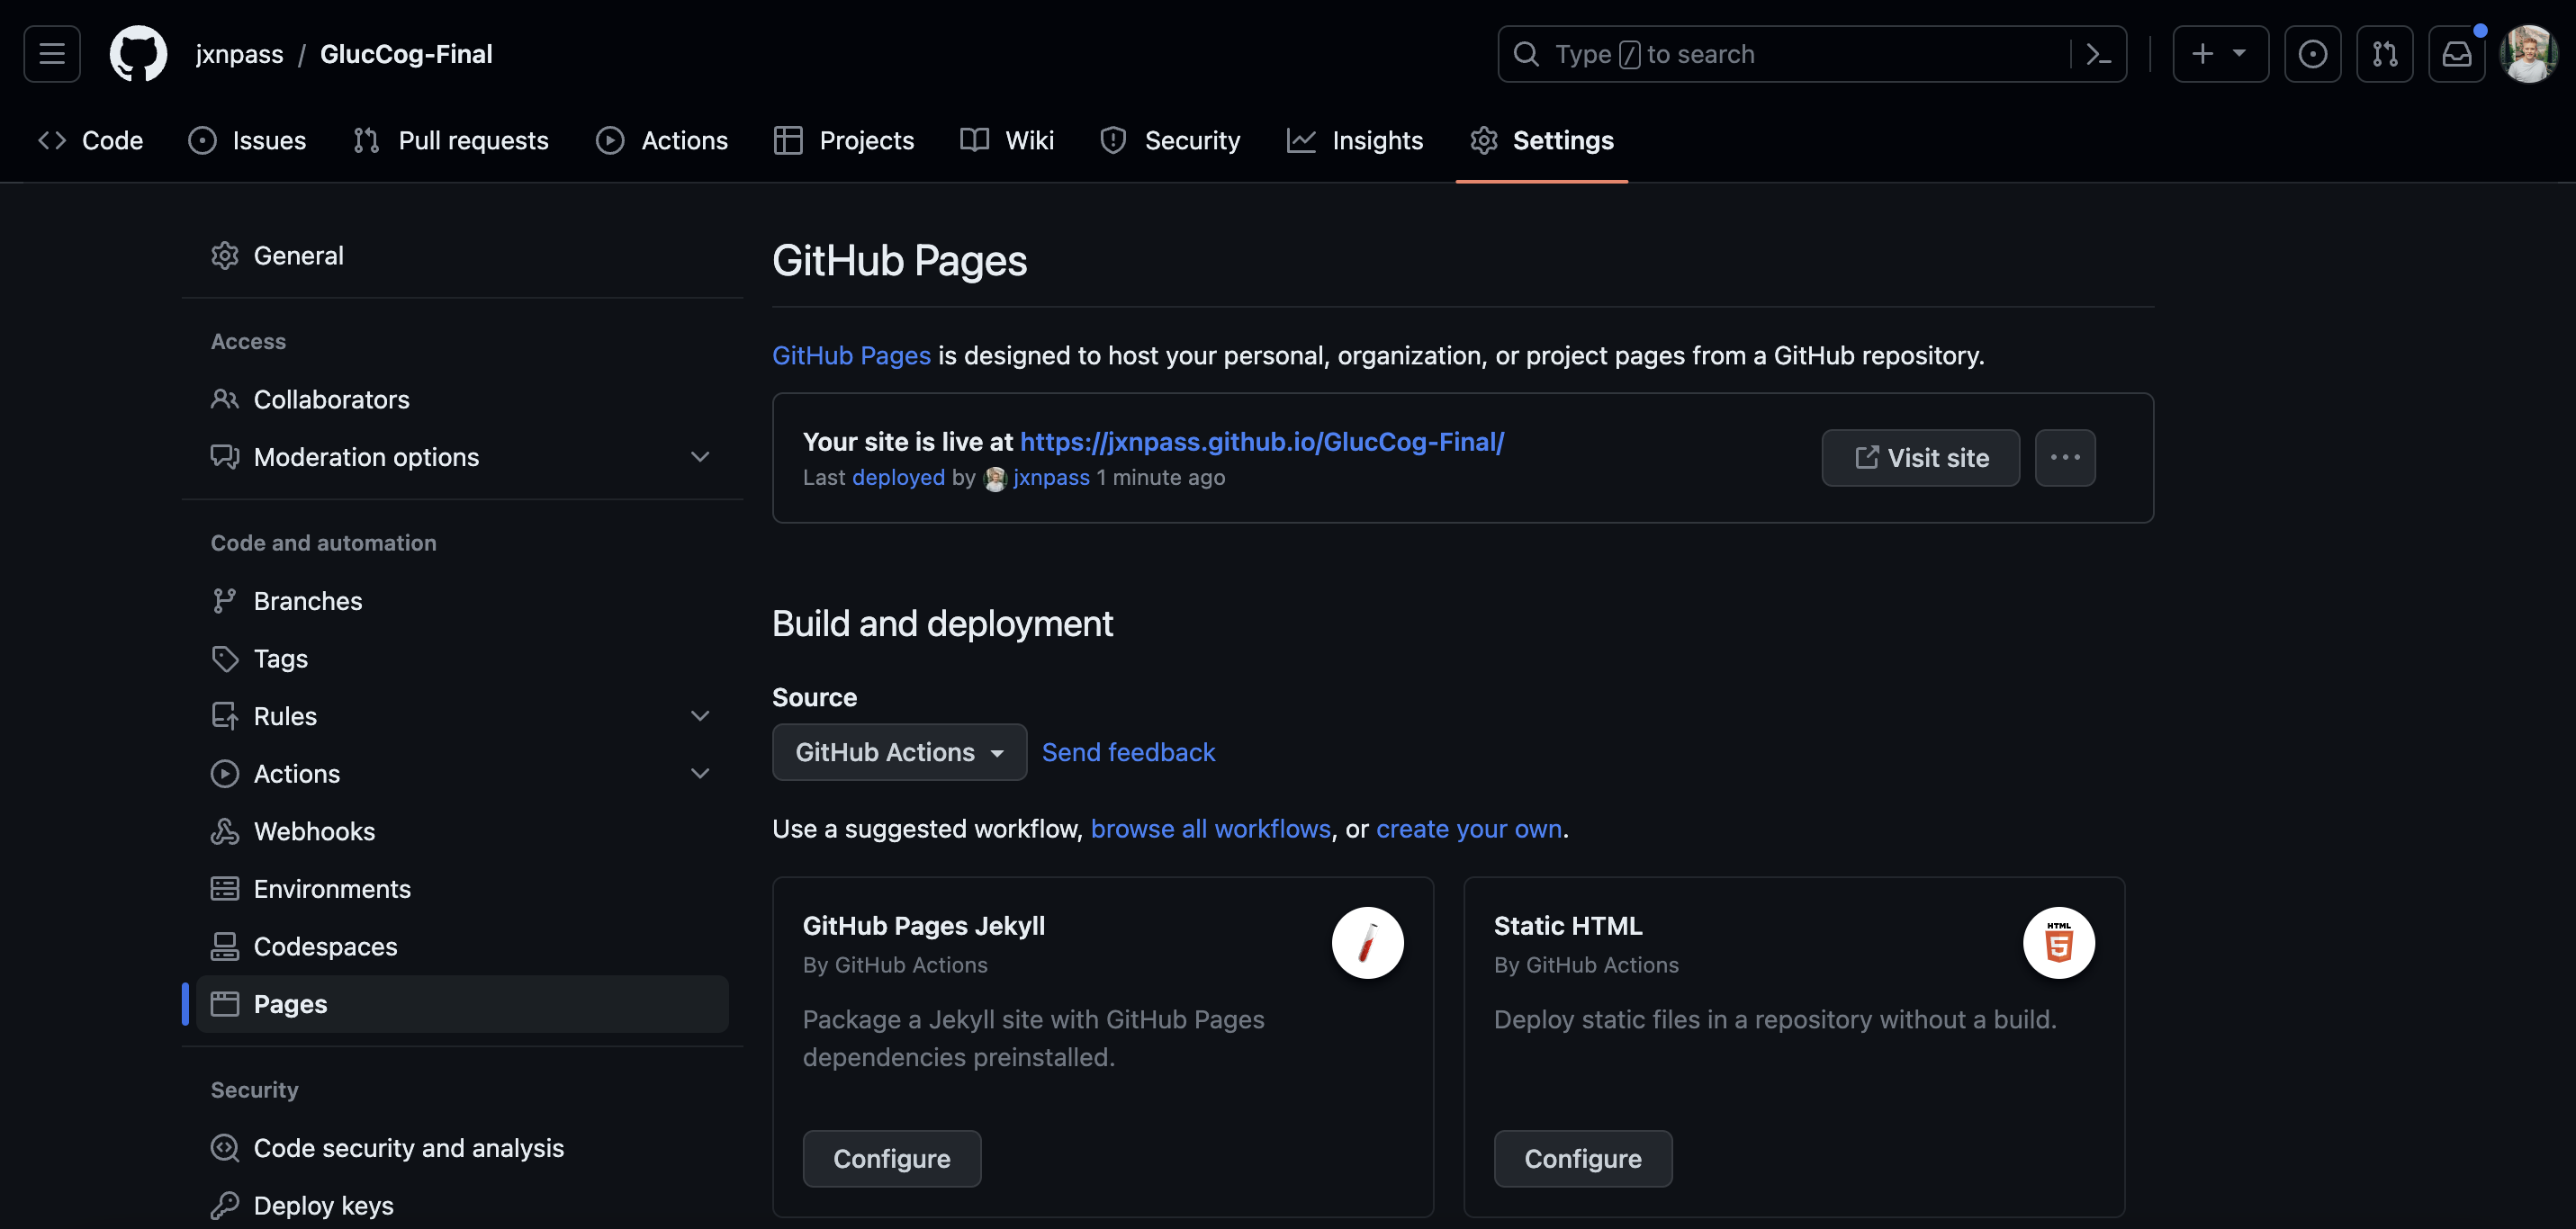 jxnpass / GlucCog-Final
Type / to search
Code Issues Pull requests Actions Projects Wiki Security Insights Settings
General
Access
Collaborators
Moderation options
Code and automation
Branches
Tags
Rules
Actions
Webhooks
Environments
Codespaces
Pages
Security
Code security and analysis
Deploy keys
GitHub Pages
GitHub Pages is designed to host your personal, organization, or project pages from a GitHub repository.
Your site is live at https://jxnpass.github.io/GlucCog-Final/
Last deployed by jxnpass 1 minute ago
Visit site
Build and deployment
Source
GitHub Actions Send feedback
Use a suggested workflow, browse all workflows, or create your own.
GitHub Pages Jekyll
By GitHub Actions
Package a Jekyll site with GitHub Pages
dependencies preinstalled.
Configure
Static HTML
By GitHub Actions
HTML
5
Deploy static files in a repository without a build.
Configure